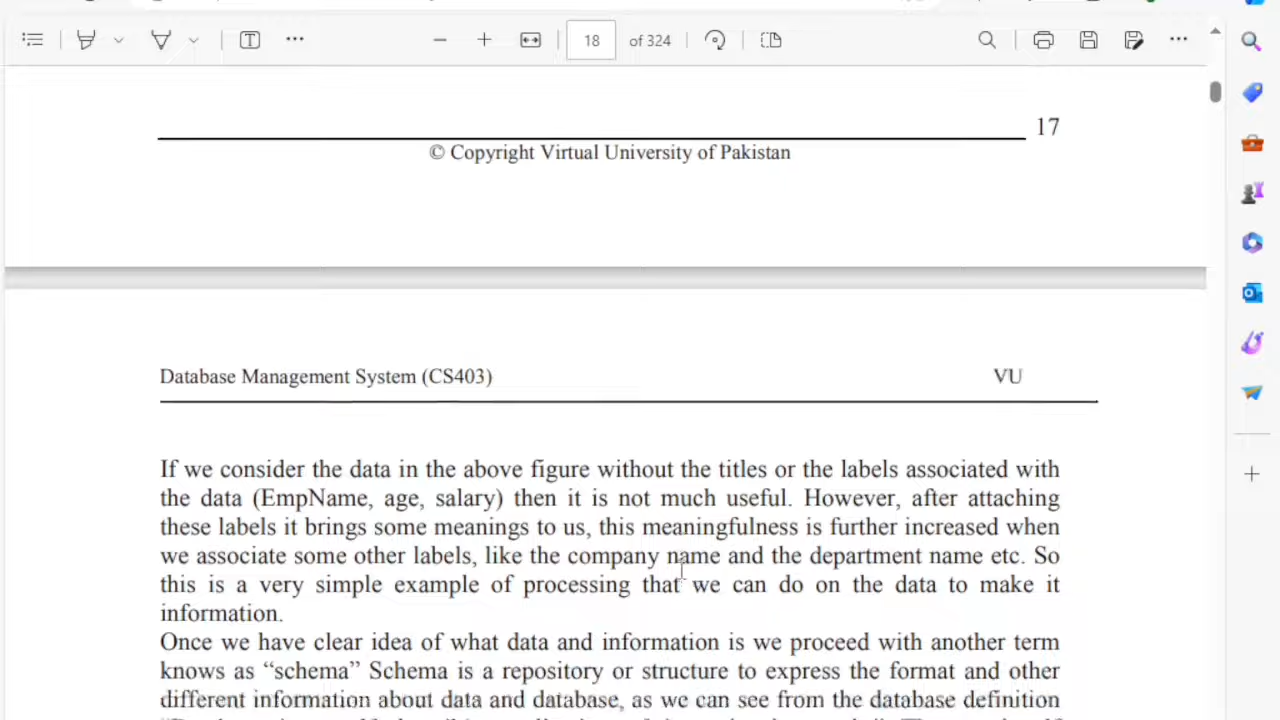 18 of 324
17
© Copyright Virtual University of Pakistan
Database Management System (CS403) VU
If we consider the data in the above figure without the titles or the labels associated with
the data (EmpName, age, salary) then it is not much useful. However, after attaching
these labels it brings some meanings to us, this meaningfulness is further increased when
we associate some other labels, like the company name and the department name etc. So
this is a very simple example of processing that we can do on the data to make it
information.
Once we have clear idea of what data and information is we proceed with another term
knows as “schema” Schema is a repository or structure to express the format and other
different information about data and database, as we can see from the database definition